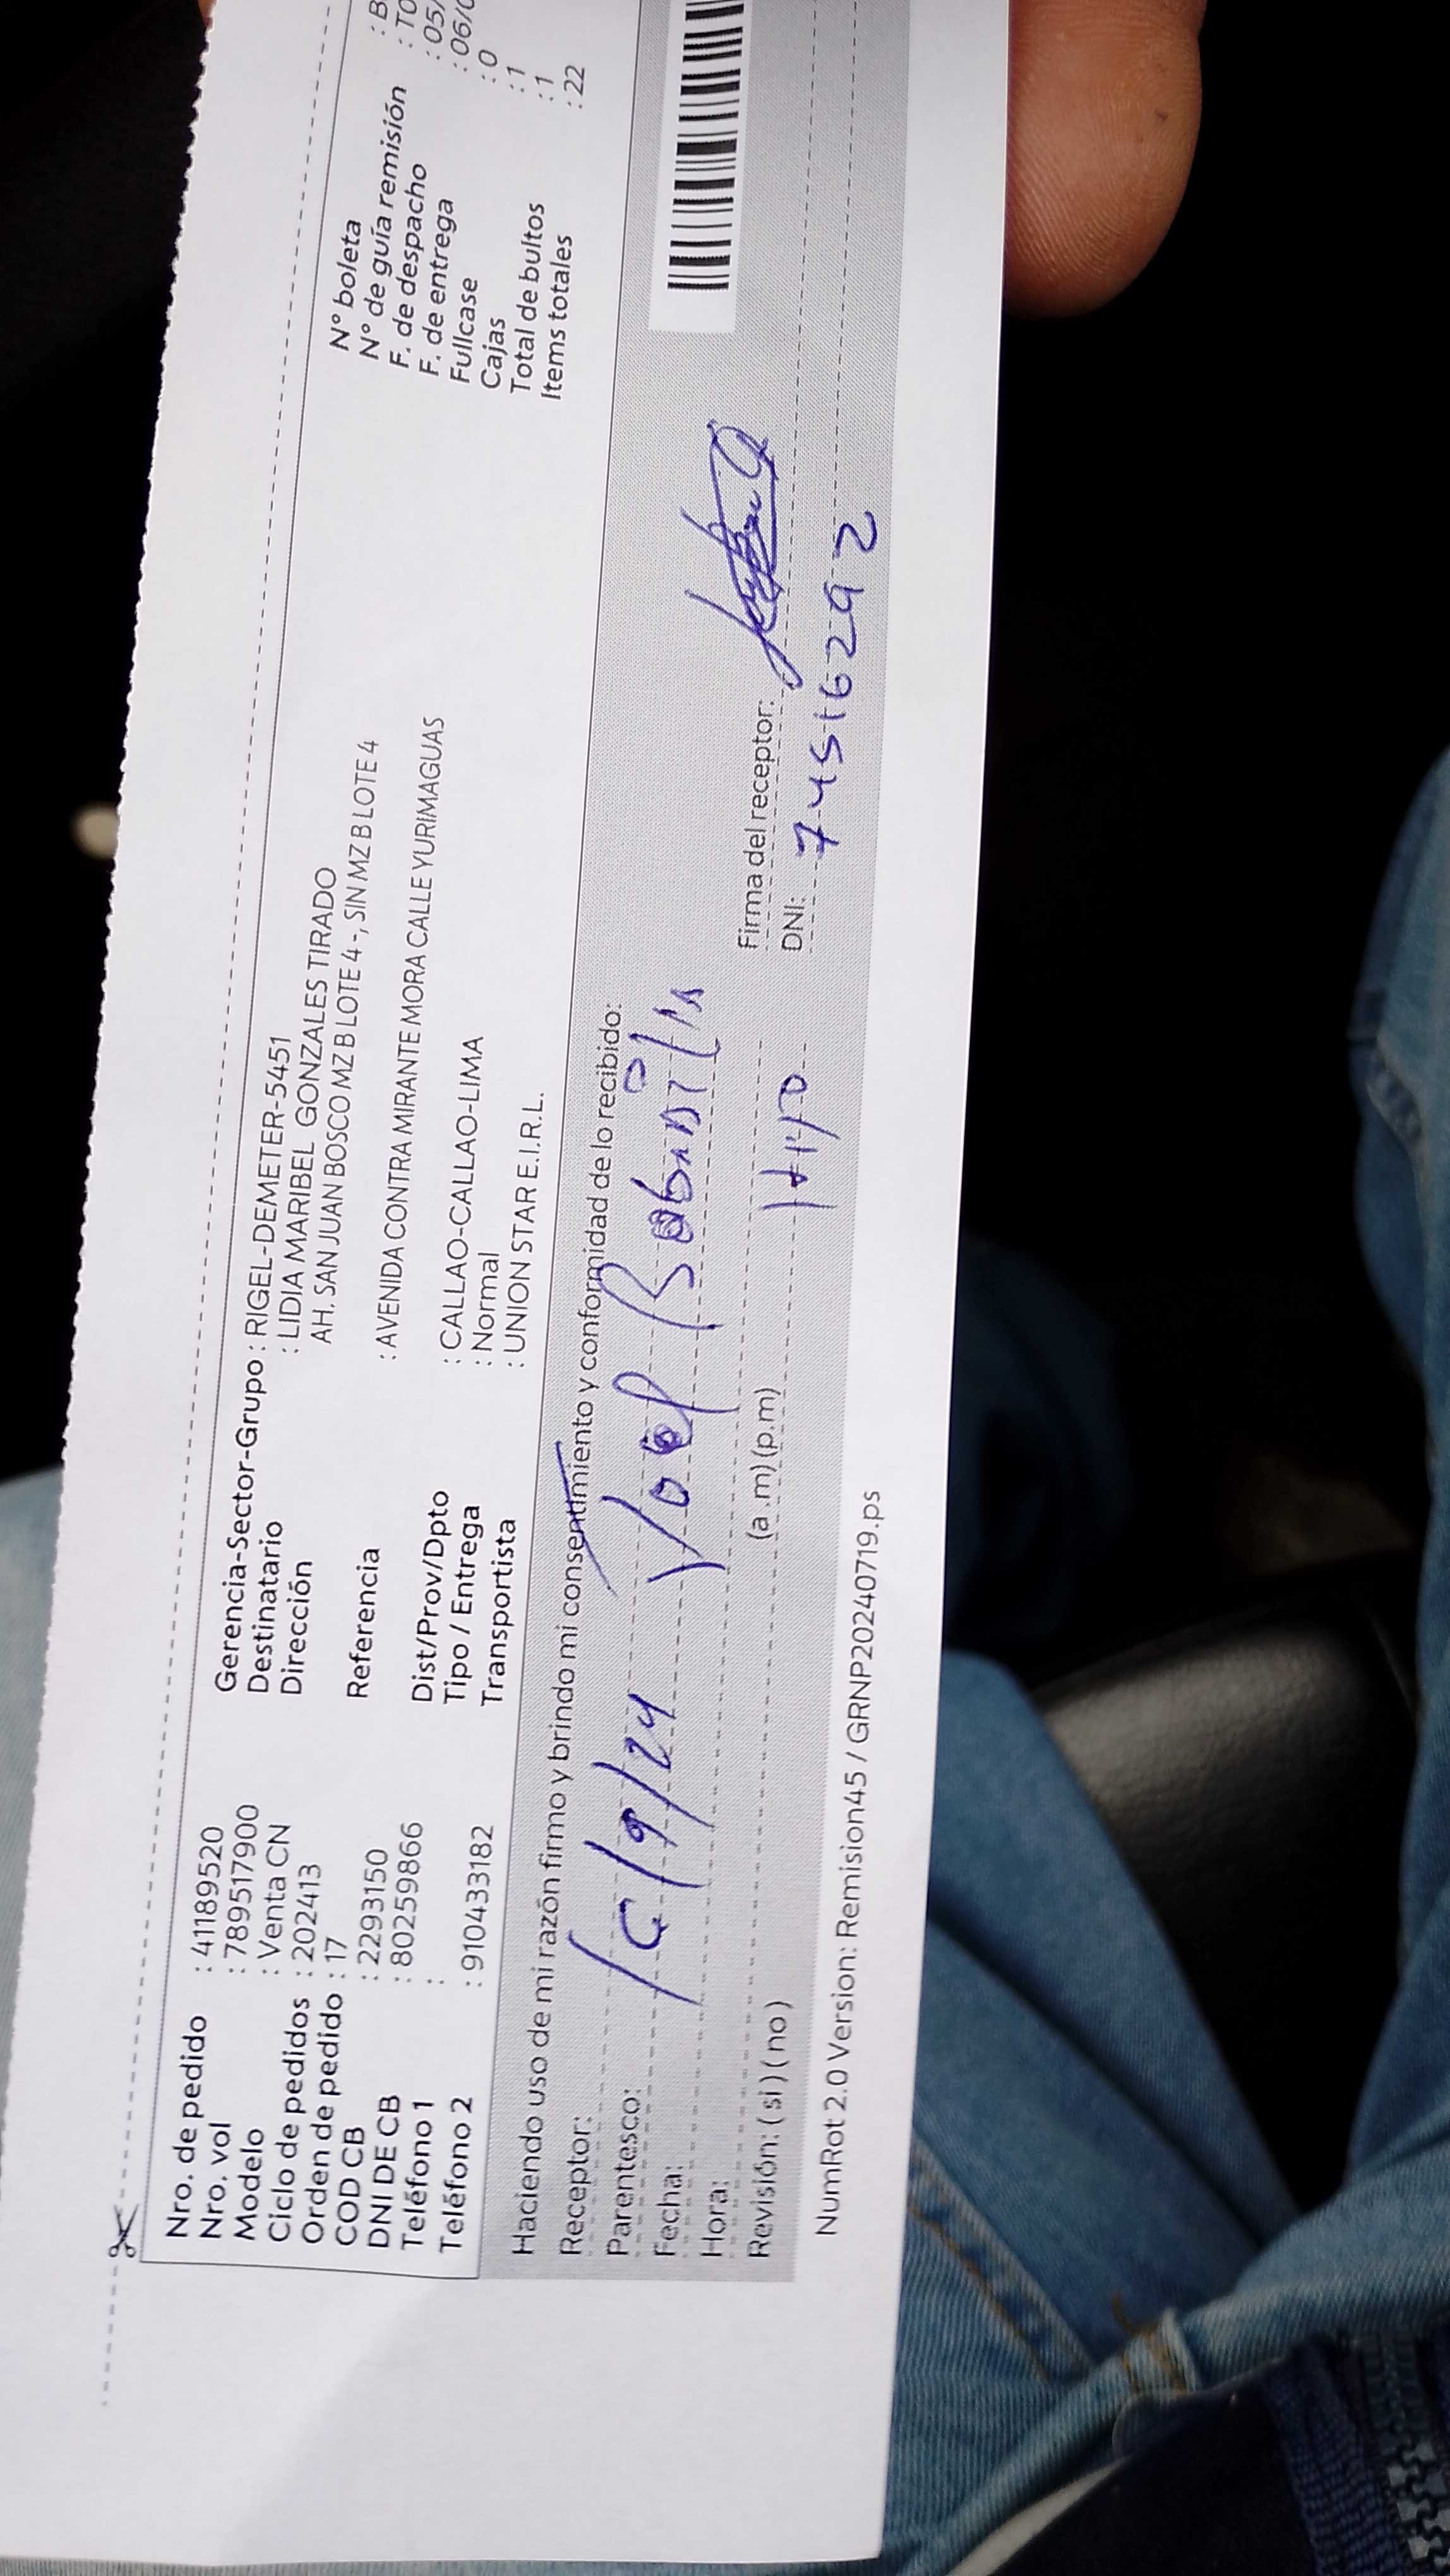 Nro. de pedido : 41189520
Nro. vol : 789517900
Modelo : Venta CN
Ciclo de pedidos : 202413
Orden de pedido : 17
COD CB : 2293150
DNI DE CB : 80259866
Teléfono 1 :
Teléfono 2 : 910433182
Gerencia-Sector-Grupo : RIGEL-DEMETER-5451
Destinatario : LIDIA MARIBEL GONZALES TIRADO
Dirección AH. SAN JUAN BOSCO MZ B LOTE 4 -, SIN MZ B LOTE 4
Referencia : AVENIDA CONTRA MIRANTE MORA CALLE YURIMAGUAS
Dist/Prov/Dpto : CALLAO-CALLAO-LIMA
Tipo / Entrega : Normal
Transportista : UNION STAR E.I.R.L.
N° boleta : B
N° de guía remisión : TO
F. de despacho : 05/
F. de entrega : 06/0
Fullcase : 0
Cajas : 1
Total de bultos : 1
Items totales : 22
Haciendo uso de mi razón firmo y brindo mi consentimiento y conformidad de lo recibido:
Receptor:
Parentesco:
Fecha: /9/24 Yoel
Hora: (a .m) (p.m)
Firma del receptor:
Revisión: ( si ) ( no )
DNI: 74516292
NumRot 2.0 Version: Remision45 / GRNP20240719.ps